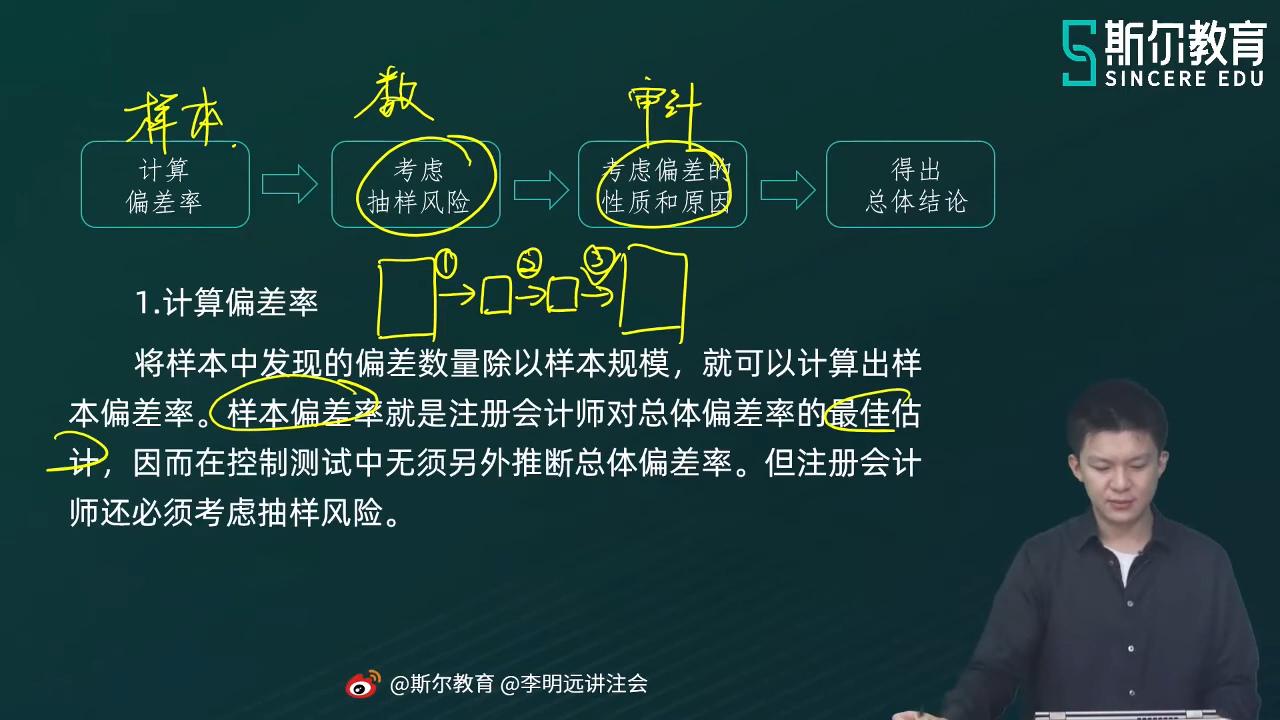 斯尔教育
SINCERE EDU
样本
数
审计
计算
偏差率
考虑
抽样风险
考虑偏差的
性质和原因
得出
总体结论
① ② ③
1.计算偏差率
将样本中发现的偏差数量除以样本规模，就可以计算出样
本偏差率。样本偏差率就是注册会计师对总体偏差率的最佳估
计，因而在控制测试中无须另外推断总体偏差率。但注册会计
师还必须考虑抽样风险。
@斯尔教育 @李明远讲注会